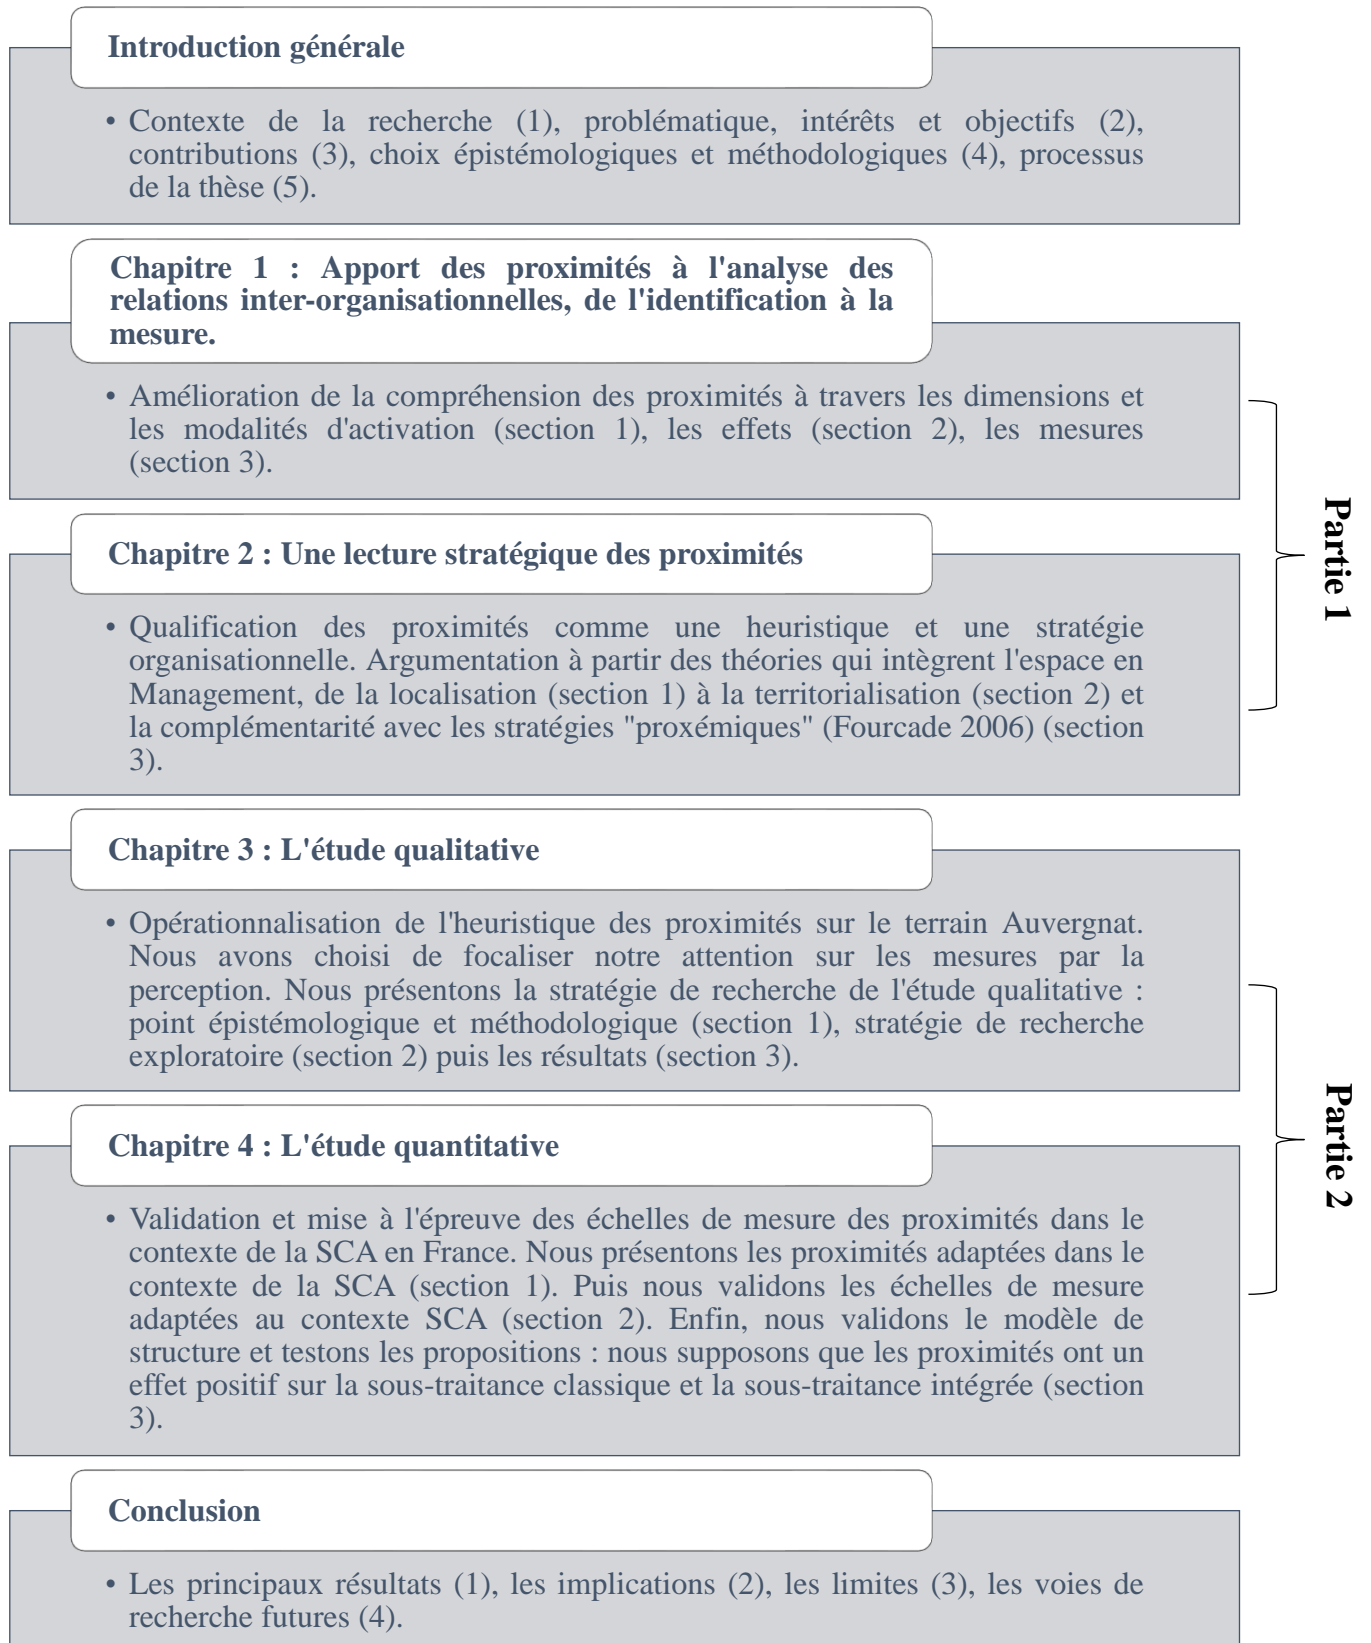 Introduction générale
• Contexte de la recherche (1), problématique, intérêts et objectifs (2),
contributions (3), choix épistémologiques et méthodologiques (4), processus
de la thèse (5).
Chapitre 1 : Apport des proximités à l'analyse des
relations inter-organisationnelles, de l'identification à la
mesure.
• Amélioration de la compréhension des proximités à travers les dimensions et
les modalités d'activation (section 1), les effets (section 2), les mesures
(section 3).
Chapitre 2 : Une lecture stratégique des proximités
• Qualification des proximités comme une heuristique et une stratégie
organisationnelle. Argumentation à partir des théories qui intègrent l'espace en
Management, de la localisation (section 1) à la territorialisation (section 2) et
la complémentarité avec les stratégies "proxémiques" (Fourcade 2006) (section
3).
Partie 1
Chapitre 3 : L'étude qualitative
• Opérationnalisation de l'heuristique des proximités sur le terrain Auvergnat.
Nous avons choisi de focaliser notre attention sur les mesures par la
perception. Nous présentons la stratégie de recherche de l'étude qualitative :
point épistémologique et méthodologique (section 1), stratégie de recherche
exploratoire (section 2) puis les résultats (section 3).
Chapitre 4 : L'étude quantitative
• Validation et mise à l'épreuve des échelles de mesure des proximités dans le
contexte de la SCA en France. Nous présentons les proximités adaptées dans le
contexte de la SCA (section 1). Puis nous validons les échelles de mesure
adaptées au contexte SCA (section 2). Enfin, nous validons le modèle de
structure et testons les propositions : nous supposons que les proximités ont un
effet positif sur la sous-traitance classique et la sous-traitance intégrée (section
3).
Partie 2
Conclusion
• Les principaux résultats (1), les implications (2), les limites (3), les voies de
recherche futures (4).